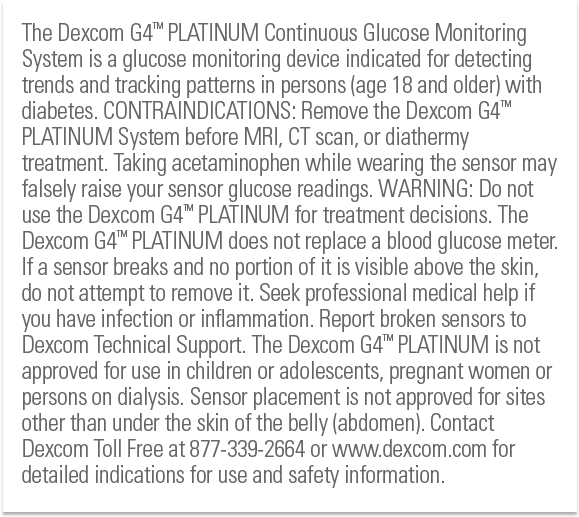 The Dexcom G4™ PLATINUM Continuous Glucose Monitoring
System is a glucose monitoring device indicated for detecting
trends and tracking patterns in persons (age 18 and older) with
diabetes. CONTRAINDICATIONS: Remove the Dexcom G4™
PLATINUM System before MRI, CT scan, or diathermy
treatment. Taking acetaminophen while wearing the sensor may
falsely raise your sensor glucose readings. WARNING: Do not
use the Dexcom G4™ PLATINUM for treatment decisions. The
Dexcom G4™ PLATINUM does not replace a blood glucose meter.
If a sensor breaks and no portion of it is visible above the skin,
do not attempt to remove it. Seek professional medical help if
you have infection or inflammation. Report broken sensors to
Dexcom Technical Support. The Dexcom G4™ PLATINUM is not
approved for use in children or adolescents, pregnant women or
persons on dialysis. Sensor placement is not approved for sites
other than under the skin of the belly (abdomen). Contact
Dexcom Toll Free at 877-339-2664 or www.dexcom.com for
detailed indications for use and safety information.